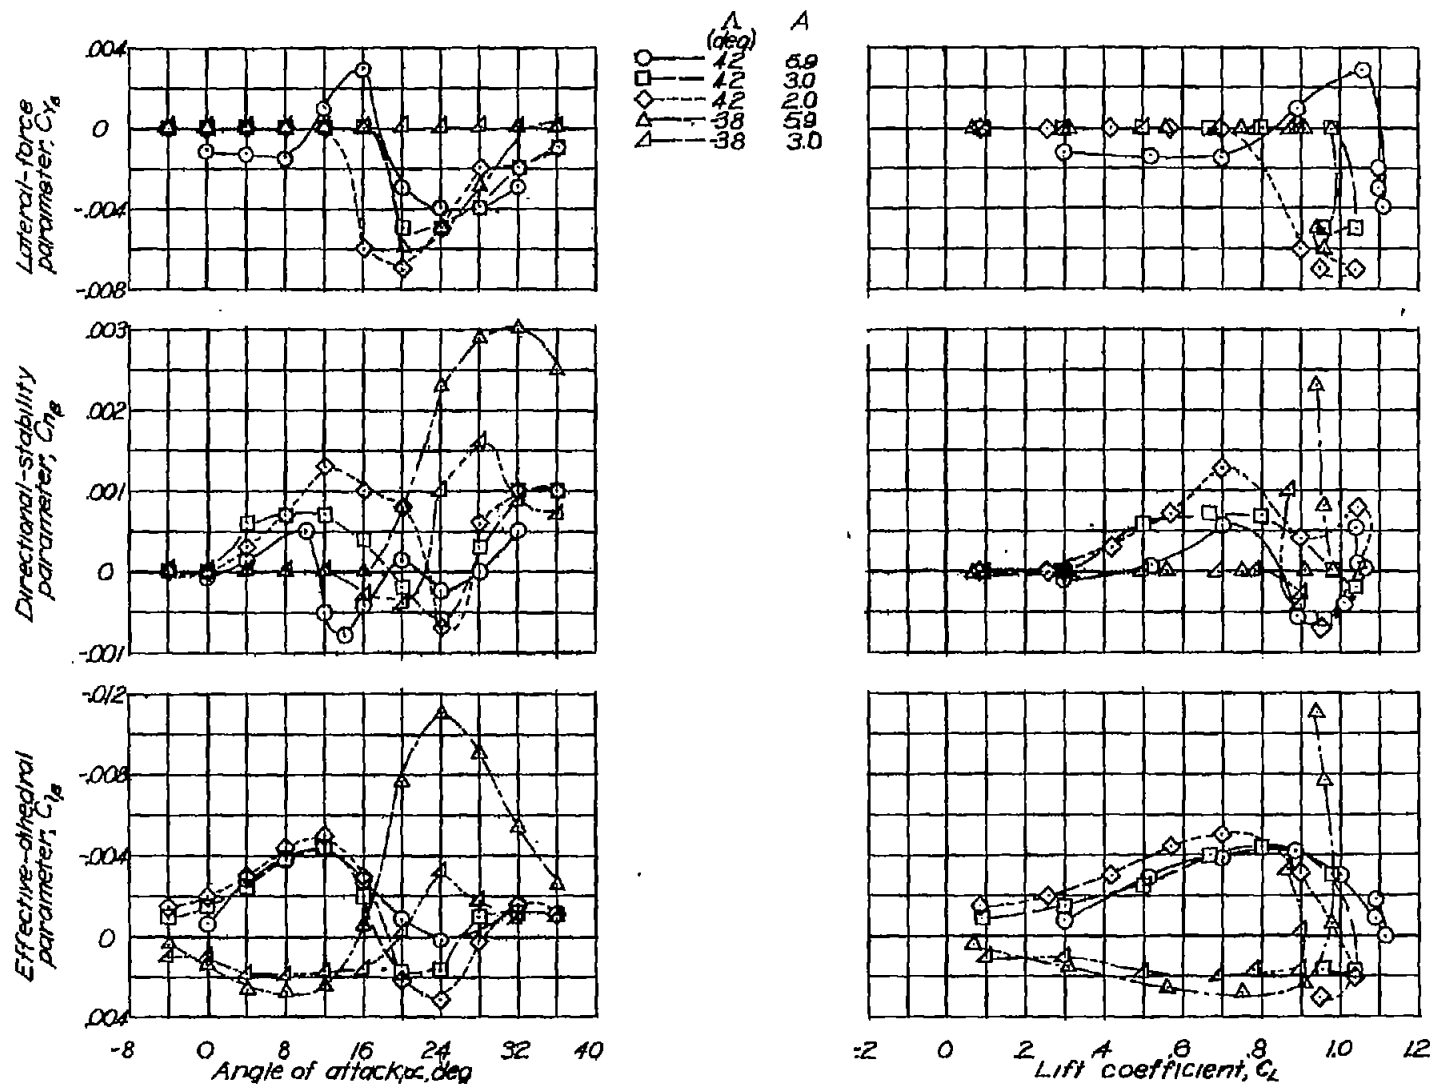 Λ A
(deg)
42 5.9
42 3.0
42 2.0
-38 5.9
-38 3.0
Lateral-force
parameter, CYβ
.004
0
-.004
-.008
Directional-stability
parameter, Cnβ
.003
.002
.001
0
-.001
Effective-dihedral
parameter, Clβ
-.012
-.008
-.004
0
.004
-8 0 8 16 24 32 40
Angle of attack, α, deg
-.2 0 .2 .4 .6 .8 1.0 1.2
Lift coefficient, CL